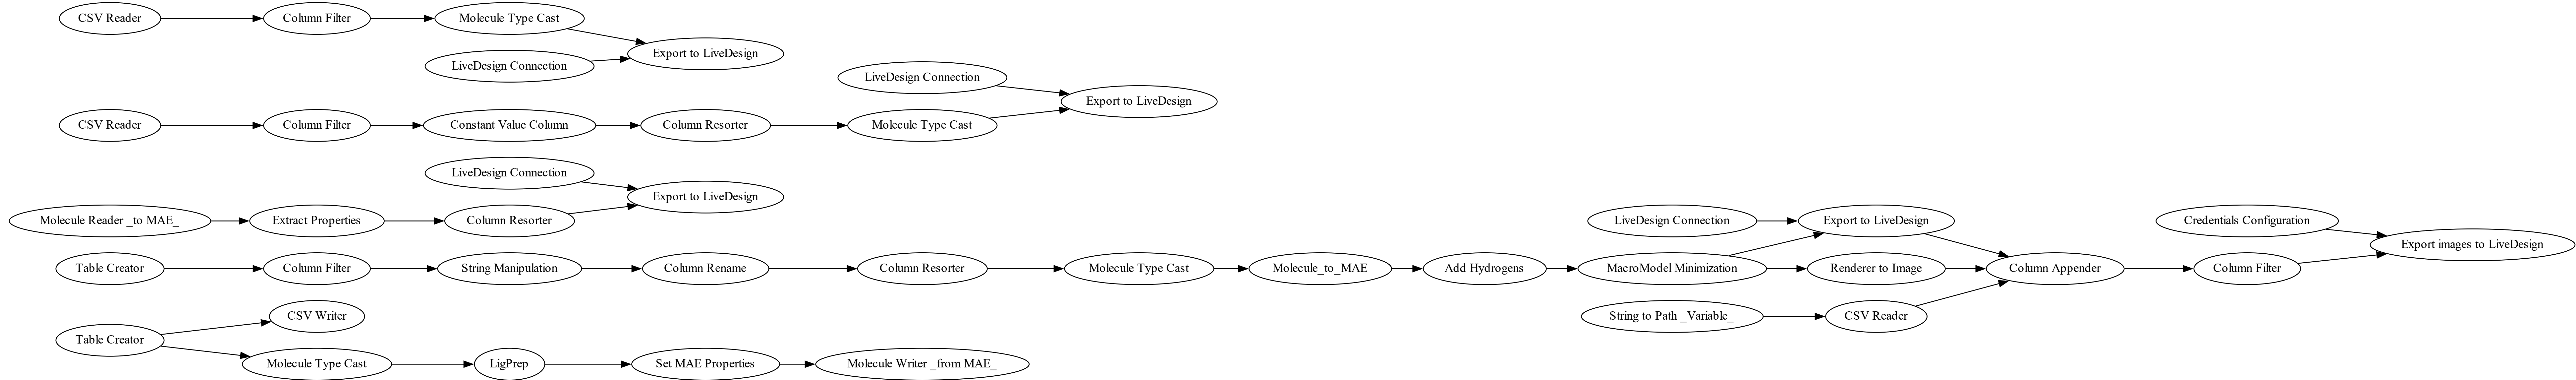 CSV Reader
Column Filter
Molecule Type Cast
LiveDesign Connection
Export to LiveDesign
CSV Reader
Column Filter
Constant Value Column
Column Resorter
Molecule Type Cast
LiveDesign Connection
Export to LiveDesign
Molecule Reader _to MAE_
Extract Properties
Column Resorter
LiveDesign Connection
Export to LiveDesign
Table Creator
Column Filter
String Manipulation
Column Rename
Column Resorter
Molecule Type Cast
Molecule_to_MAE
Add Hydrogens
MacroModel Minimization
LiveDesign Connection
Export to LiveDesign
Renderer to Image
String to Path _Variable_
CSV Reader
Column Appender
Column Filter
Credentials Configuration
Export images to LiveDesign
Table Creator
CSV Writer
Molecule Type Cast
LigPrep
Set MAE Properties
Molecule Writer _from MAE_